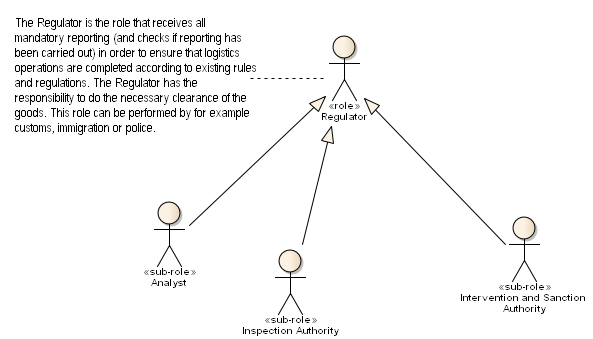 The Regulator is the role that receives all
mandatory reporting (and checks if reporting has
been carried out) in order to ensure that logistics
operations are completed according to existing rules
and regulations. The Regulator has the
responsibility to do the necessary clearance of the
goods. This role can be performed by for example
customs, immigration or police.
«role»
Regulator
«sub-role»
Analyst
«sub-role»
Inspection Authority
«sub-role»
Intervention and Sanction
Authority